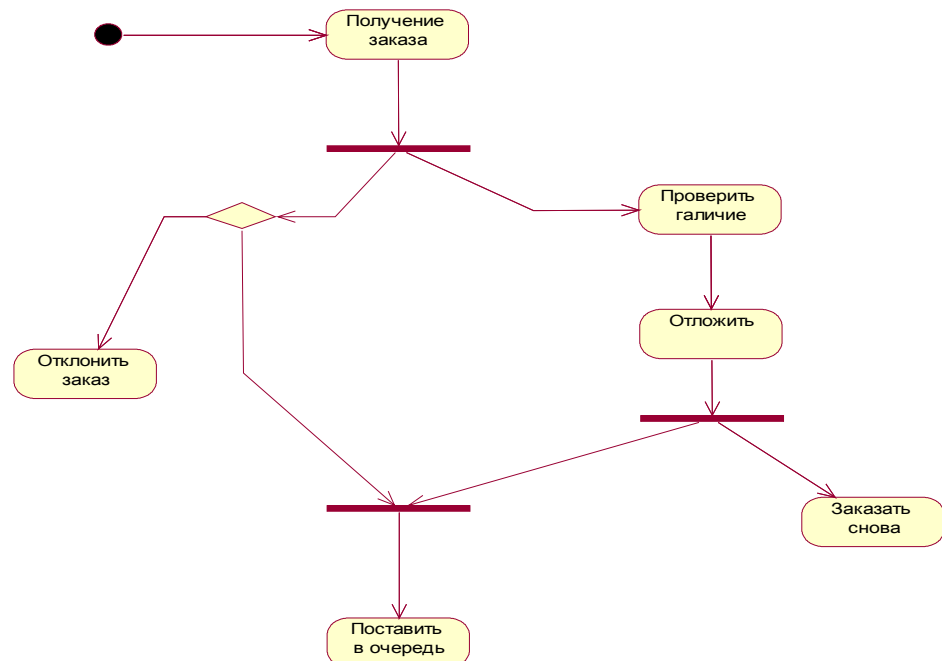 Получение
заказа
Проверить
галичие
Отложить
Отклонить
заказ
Заказать
снова
Поставить
в очередь